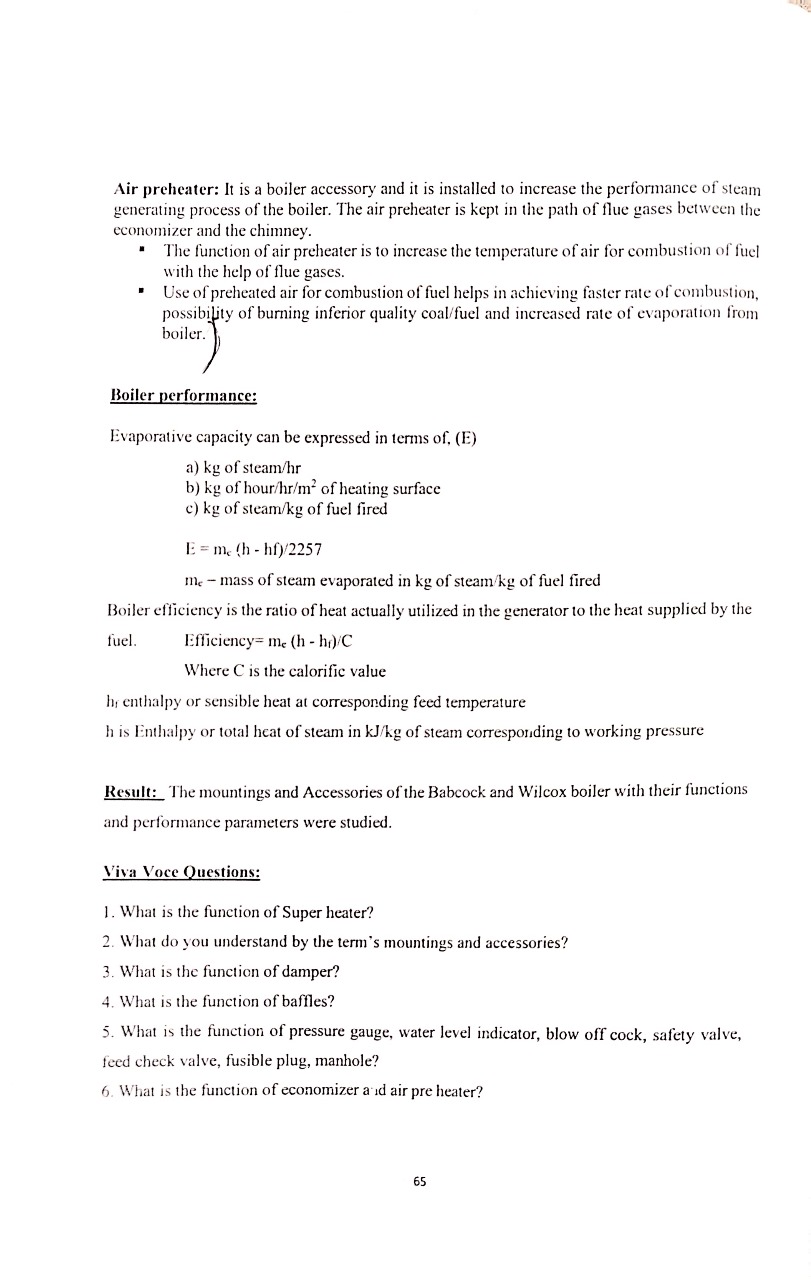 Air preheater: It is a boiler accessory and it is installed to increase the performance of steam
generating process of the boiler. The air preheater is kept in the path of flue gases between the
economizer and the chimney.
▪ The function of air preheater is to increase the temperature of air for combustion of fuel
with the help of flue gases.
▪ Use of preheated air for combustion of fuel helps in achieving faster rate of combustion,
possibility of burning inferior quality coal/fuel and increased rate of evaporation from
boiler.
Boiler performance:
Evaporative capacity can be expressed in terms of, (E)
a) kg of steam/hr
b) kg of hour/hr/m² of heating surface
c) kg of steam/kg of fuel fired
E = mₑ (h - hf)/2257
mₑ – mass of steam evaporated in kg of steam/kg of fuel fired
Boiler efficiency is the ratio of heat actually utilized in the generator to the heat supplied by the
fuel. Efficiency= mₑ (h - hf)/C
Where C is the calorific value
hf enthalpy or sensible heat at corresponding feed temperature
h is Enthalpy or total heat of steam in kJ/kg of steam corresponding to working pressure
Result: The mountings and Accessories of the Babcock and Wilcox boiler with their functions
and performance parameters were studied.
Viva Voce Questions:
1. What is the function of Super heater?
2. What do you understand by the term's mountings and accessories?
3. What is the function of damper?
4. What is the function of baffles?
5. What is the function of pressure gauge, water level indicator, blow off cock, safety valve,
feed check valve, fusible plug, manhole?
6. What is the function of economizer and air pre heater?
65